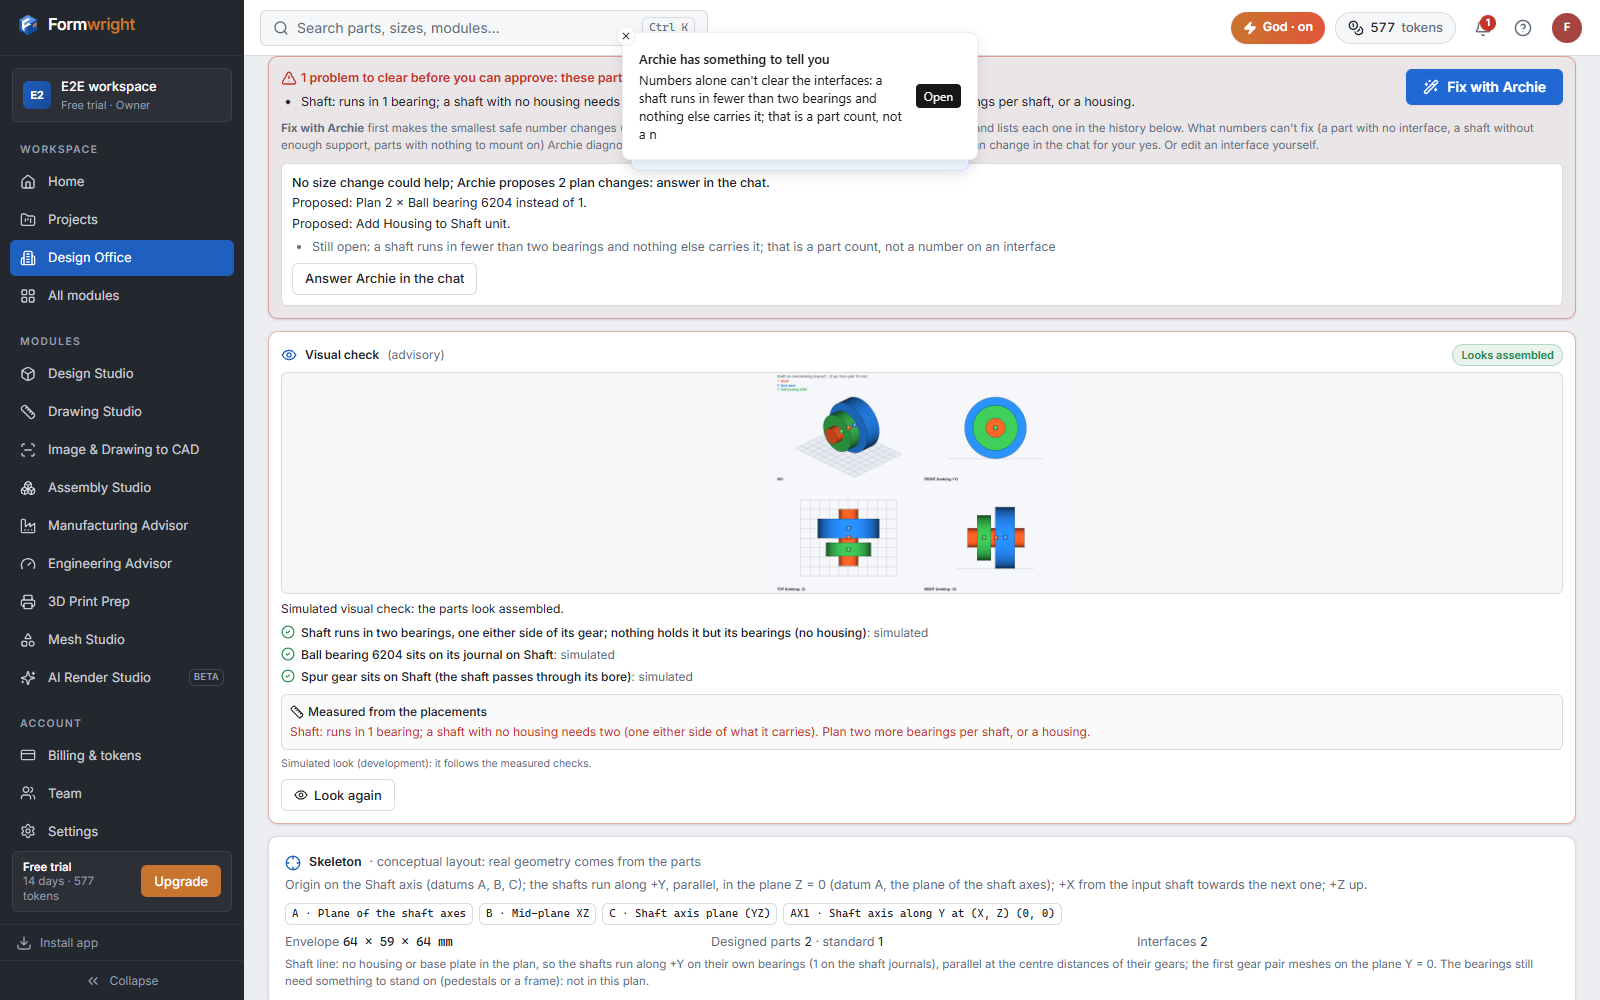 Formwright
Search parts, sizes, modules...
Ctrl K
God · on
577 tokens
1
F
E2
E2E workspace
Free trial · Owner
WORKSPACE
Home
Projects
Design Office
All modules
MODULES
Design Studio
Drawing Studio
Image & Drawing to CAD
Assembly Studio
Manufacturing Advisor
Engineering Advisor
3D Print Prep
Mesh Studio
AI Render Studio
BETA
ACCOUNT
Billing & tokens
Team
Settings
Free trial
14 days · 577
tokens
Upgrade
Install app
Collapse
Archie has something to tell you
Numbers alone can't clear the interfaces: a
shaft runs in fewer than two bearings and
nothing else carries it; that is a part count, not
a n
Open
1 problem to clear before you can approve: these part
Fix with Archie
Shaft: runs in 1 bearing; a shaft with no housing needs
ngs per shaft, or a housing.
Fix with Archie first makes the smallest safe number changes
and lists each one in the history below. What numbers can't fix (a part with no interface, a shaft without
enough support, parts with nothing to mount on) Archie diagno
n change in the chat for your yes. Or edit an interface yourself.
No size change could help; Archie proposes 2 plan changes: answer in the chat.
Proposed: Plan 2 × Ball bearing 6204 instead of 1.
Proposed: Add Housing to Shaft unit.
Still open: a shaft runs in fewer than two bearings and nothing else carries it; that is a part count, not a number on an interface
Answer Archie in the chat
Visual check (advisory)
Looks assembled
Simulated visual check: the parts look assembled.
Shaft runs in two bearings, one either side of its gear; nothing holds it but its bearings (no housing): simulated
Ball bearing 6204 sits on its journal on Shaft: simulated
Spur gear sits on Shaft (the shaft passes through its bore): simulated
Measured from the placements
Shaft: runs in 1 bearing; a shaft with no housing needs two (one either side of what it carries). Plan two more bearings per shaft, or a housing.
Simulated look (development): it follows the measured checks.
Look again
Skeleton · conceptual layout: real geometry comes from the parts
Origin on the Shaft axis (datums A, B, C); the shafts run along +Y, parallel, in the plane Z = 0 (datum A, the plane of the shaft axes); +X from the input shaft towards the next one; +Z up.
A · Plane of the shaft axes
B · Mid-plane XZ
C · Shaft axis plane (YZ)
AX1 · Shaft axis along Y at (X, Z) (0, 0)
Envelope 64 × 59 × 64 mm
Designed parts 2 · standard 1
Interfaces 2
Shaft line: no housing or base plate in the plan, so the shafts run along +Y on their own bearings (1 on the shaft journals), parallel at the centre distances of their gears; the first gear pair meshes on the plane Y = 0. The bearings still
need something to stand on (pedestals or a frame): not in this plan.